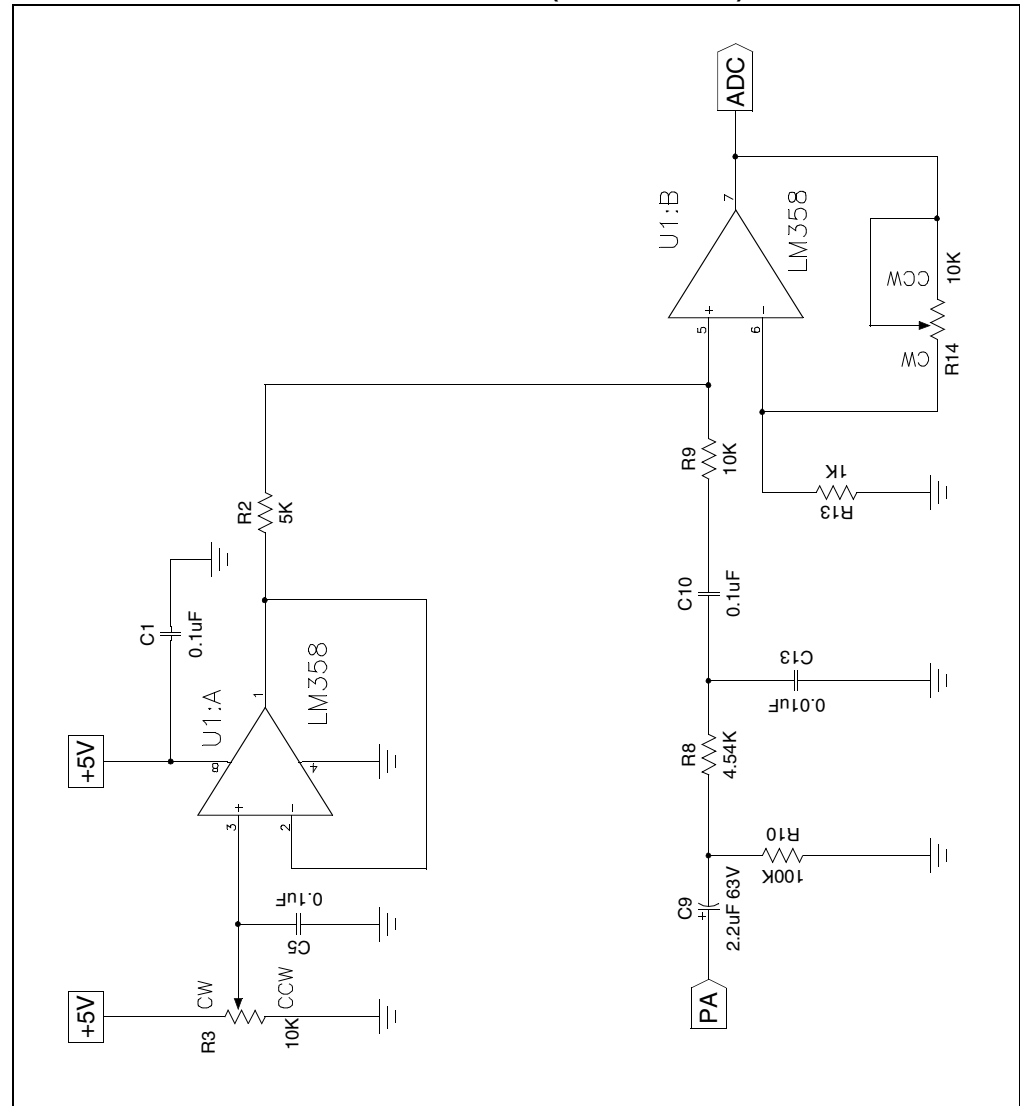 ADC
7
U1:B
LM358
+
-
5
6
CCW
10K
CW
R14
R9
10K
1K
R13
R2
5K
C1
0.1uF
C10
0.1uF
C13
0.01uF
+5V
U1:A
LM358
1
8
4
+
-
3
2
R8
4.54K
R10
100K
C9
+
2.2uF 63V
0.1uF
C5
+5V
CW
CCW
R3
10K
PA